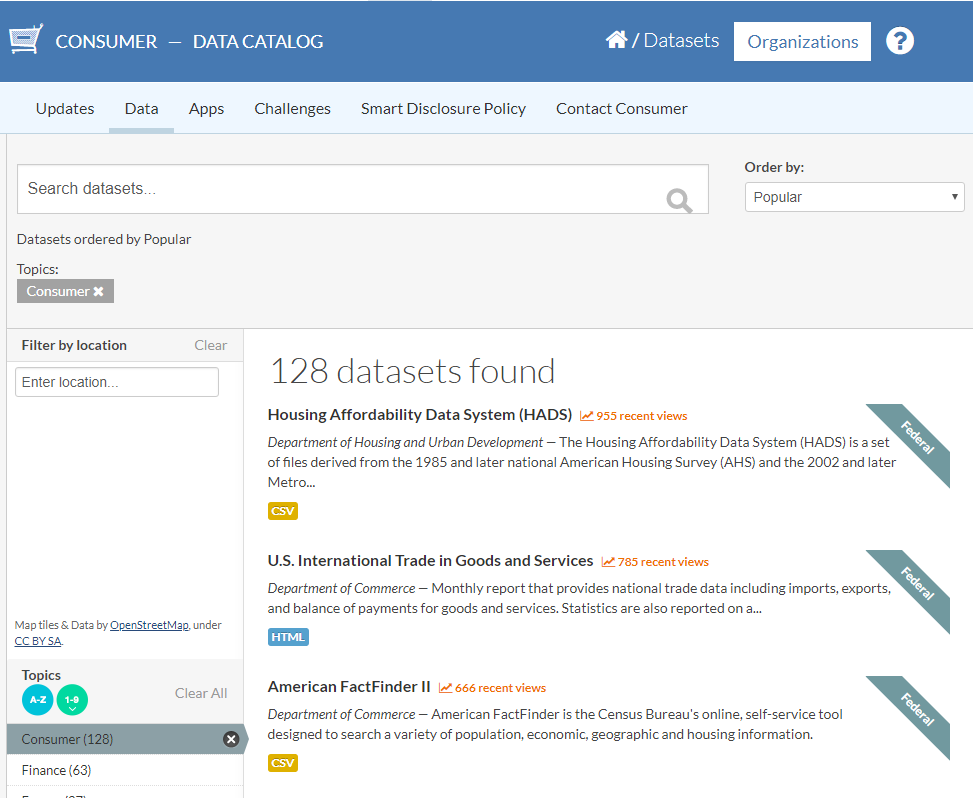 CONSUMER — DATA CATALOG
/ Datasets
Organizations
?
Updates
Data
Apps
Challenges
Smart Disclosure Policy
Contact Consumer
Search datasets...
Order by:
Popular
Datasets ordered by Popular
Topics:
Consumer ✖
Filter by location
Clear
Enter location...
Map tiles & Data by OpenStreetMap, under
CC BY SA.
Topics
A-Z
1-9
Clear All
Consumer (128)
Finance (63)
128 datasets found
Housing Affordability Data System (HADS) 955 recent views
Federal
Department of Housing and Urban Development — The Housing Affordability Data System (HADS) is a set
of files derived from the 1985 and later national American Housing Survey (AHS) and the 2002 and later
Metro...
CSV
U.S. International Trade in Goods and Services 785 recent views
Federal
Department of Commerce — Monthly report that provides national trade data including imports, exports,
and balance of payments for goods and services. Statistics are also reported on a...
HTML
American FactFinder II 666 recent views
Federal
Department of Commerce — American FactFinder is the Census Bureau's online, self-service tool
designed to search a variety of population, economic, geographic and housing information.
CSV